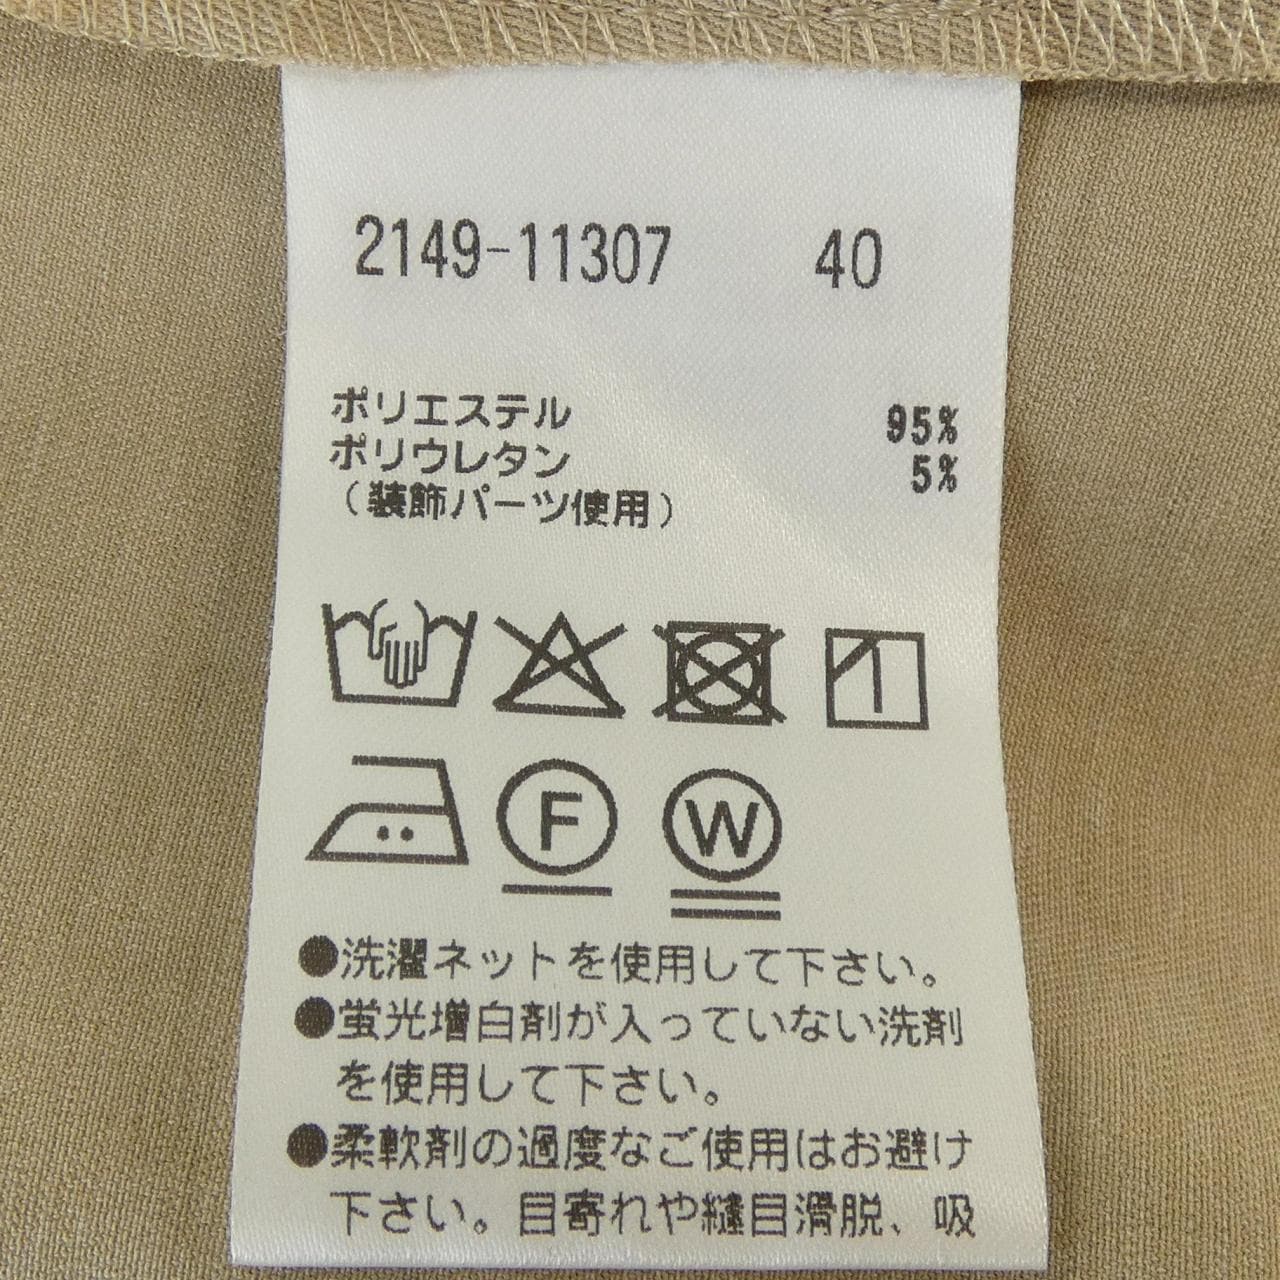 2149-11307 40
ポリエステル 95%
ポリウレタン 5%
（装飾パーツ使用）
F W
●洗濯ネットを使用して下さい。
●蛍光増白剤が入っていない洗剤
を使用して下さい。
●柔軟剤の過度なご使用はお避け
下さい。目寄れや縫目滑脱、吸